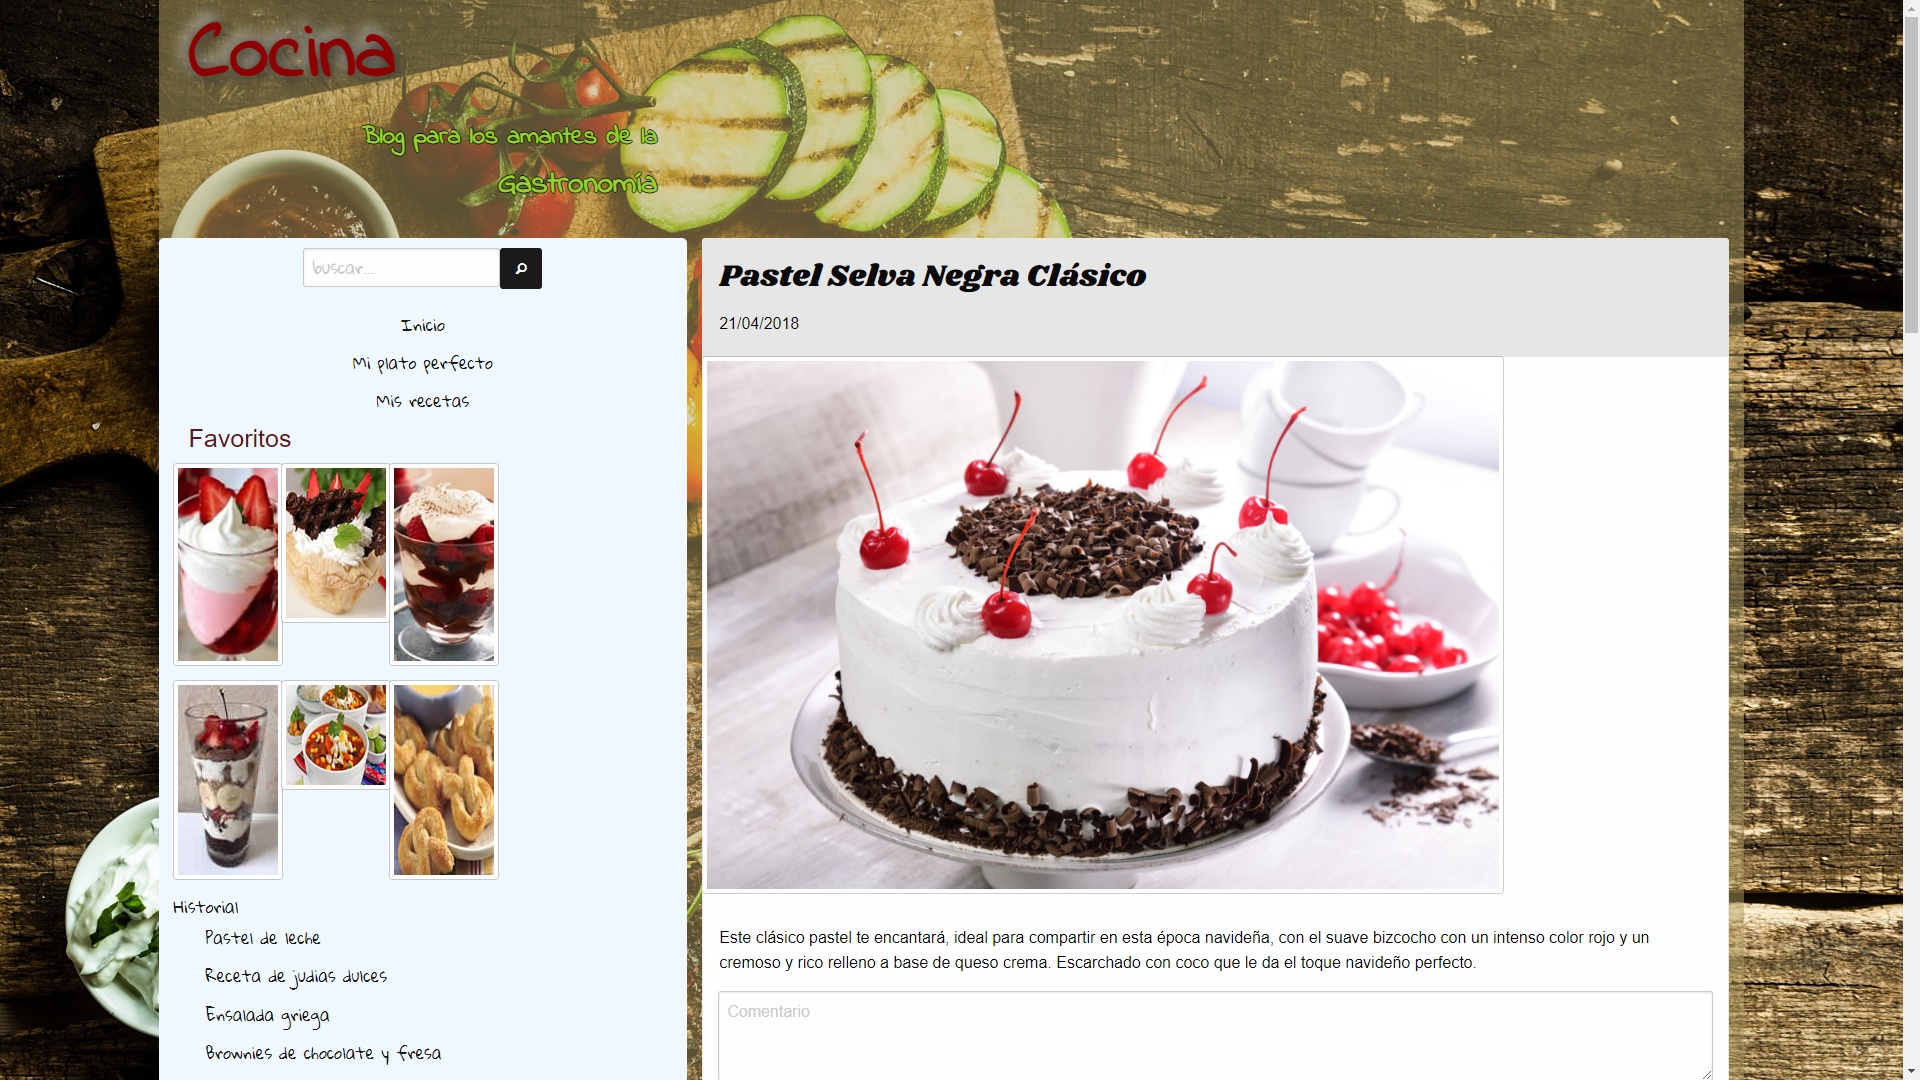 Cocina
Blog para los amantes de la
Gastronomía
buscar...
Inicio
Mi plato perfecto
Mis recetas
Favoritos
Historial
Pastel de leche
Receta de judias dulces
Ensalada griega
Brownies de chocolate y fresa
Pastel Selva Negra Clásico
21/04/2018
Este clásico pastel te encantará, ideal para compartir en esta época navideña, con el suave bizcocho con un intenso color rojo y un
cremoso y rico relleno a base de queso crema. Escarchado con coco que le da el toque navideño perfecto.
Comentario